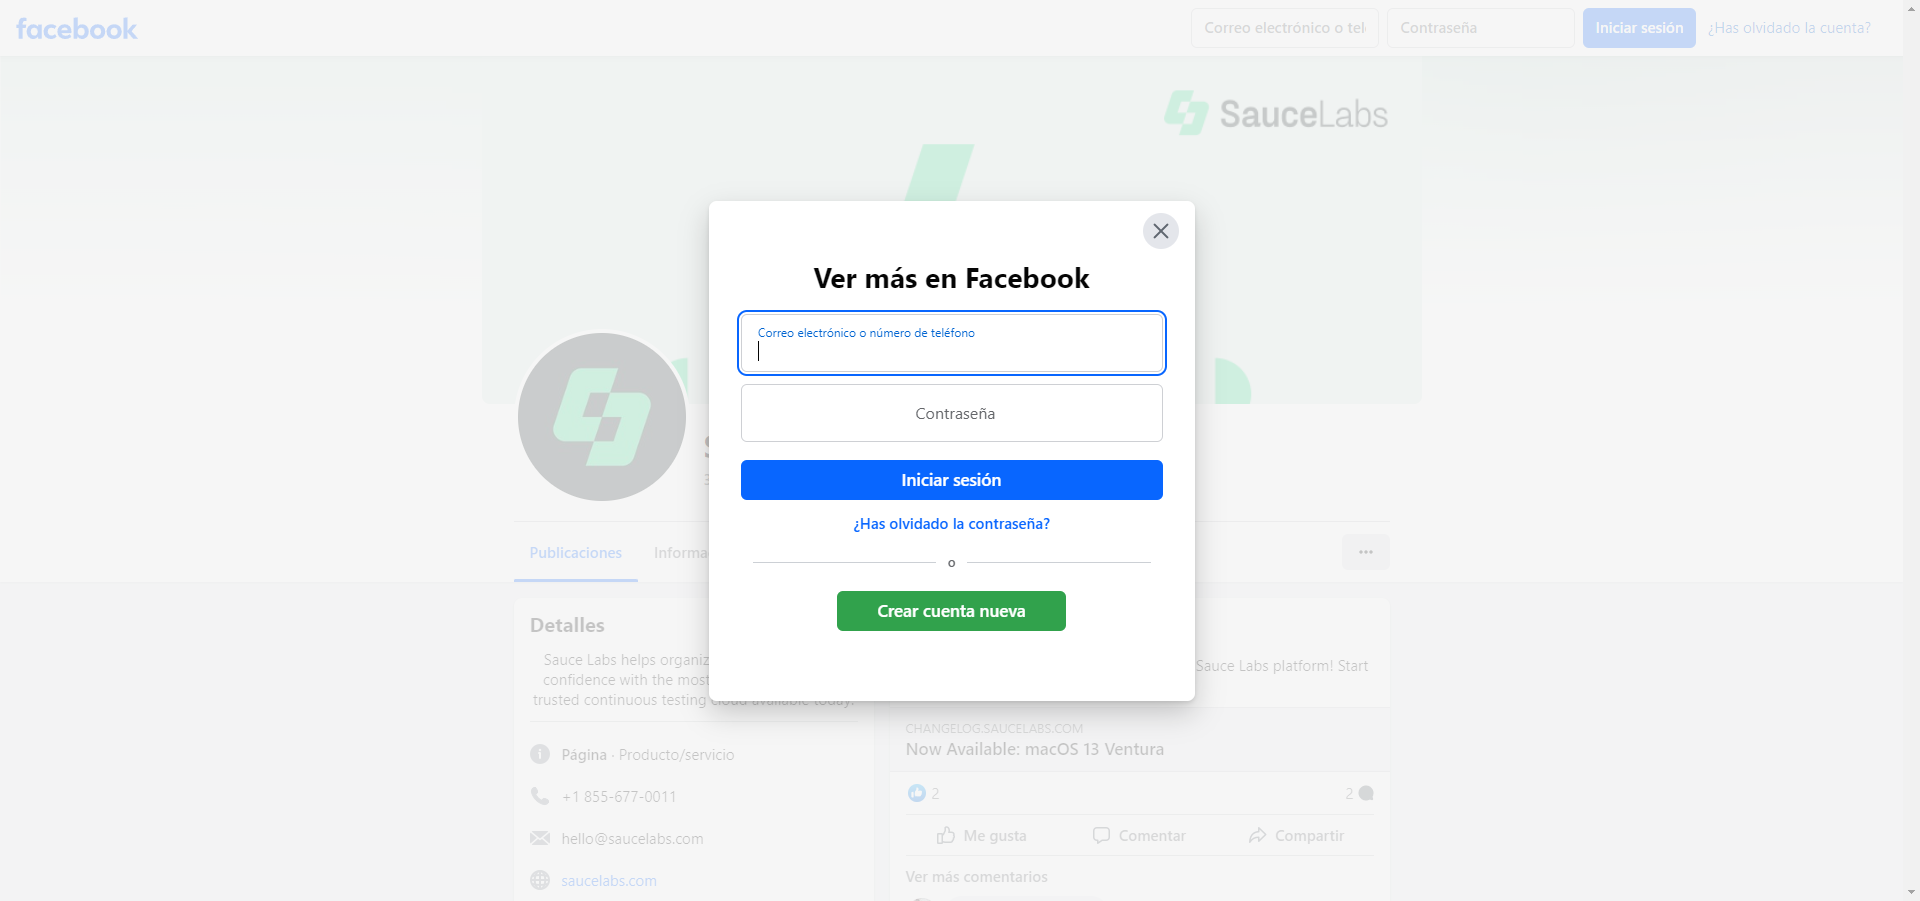 facebook
Correo electrónico o tel
Contraseña
Iniciar sesión
¿Has olvidado la cuenta?
SauceLabs
Ver más en Facebook
Correo electrónico o número de teléfono
Contraseña
Iniciar sesión
¿Has olvidado la contraseña?
o
Crear cuenta nueva
Publicaciones
Informa
Detalles
Sauce Labs helps organiz
confidence with the most
trusted continuous testing cloud available today.
Página · Producto/servicio
+1 855-677-0011
hello@saucelabs.com
saucelabs.com
Sauce Labs platform! Start
CHANGELOG.SAUCELABS.COM
Now Available: macOS 13 Ventura
2
2
Me gusta
Comentar
Compartir
Ver más comentarios